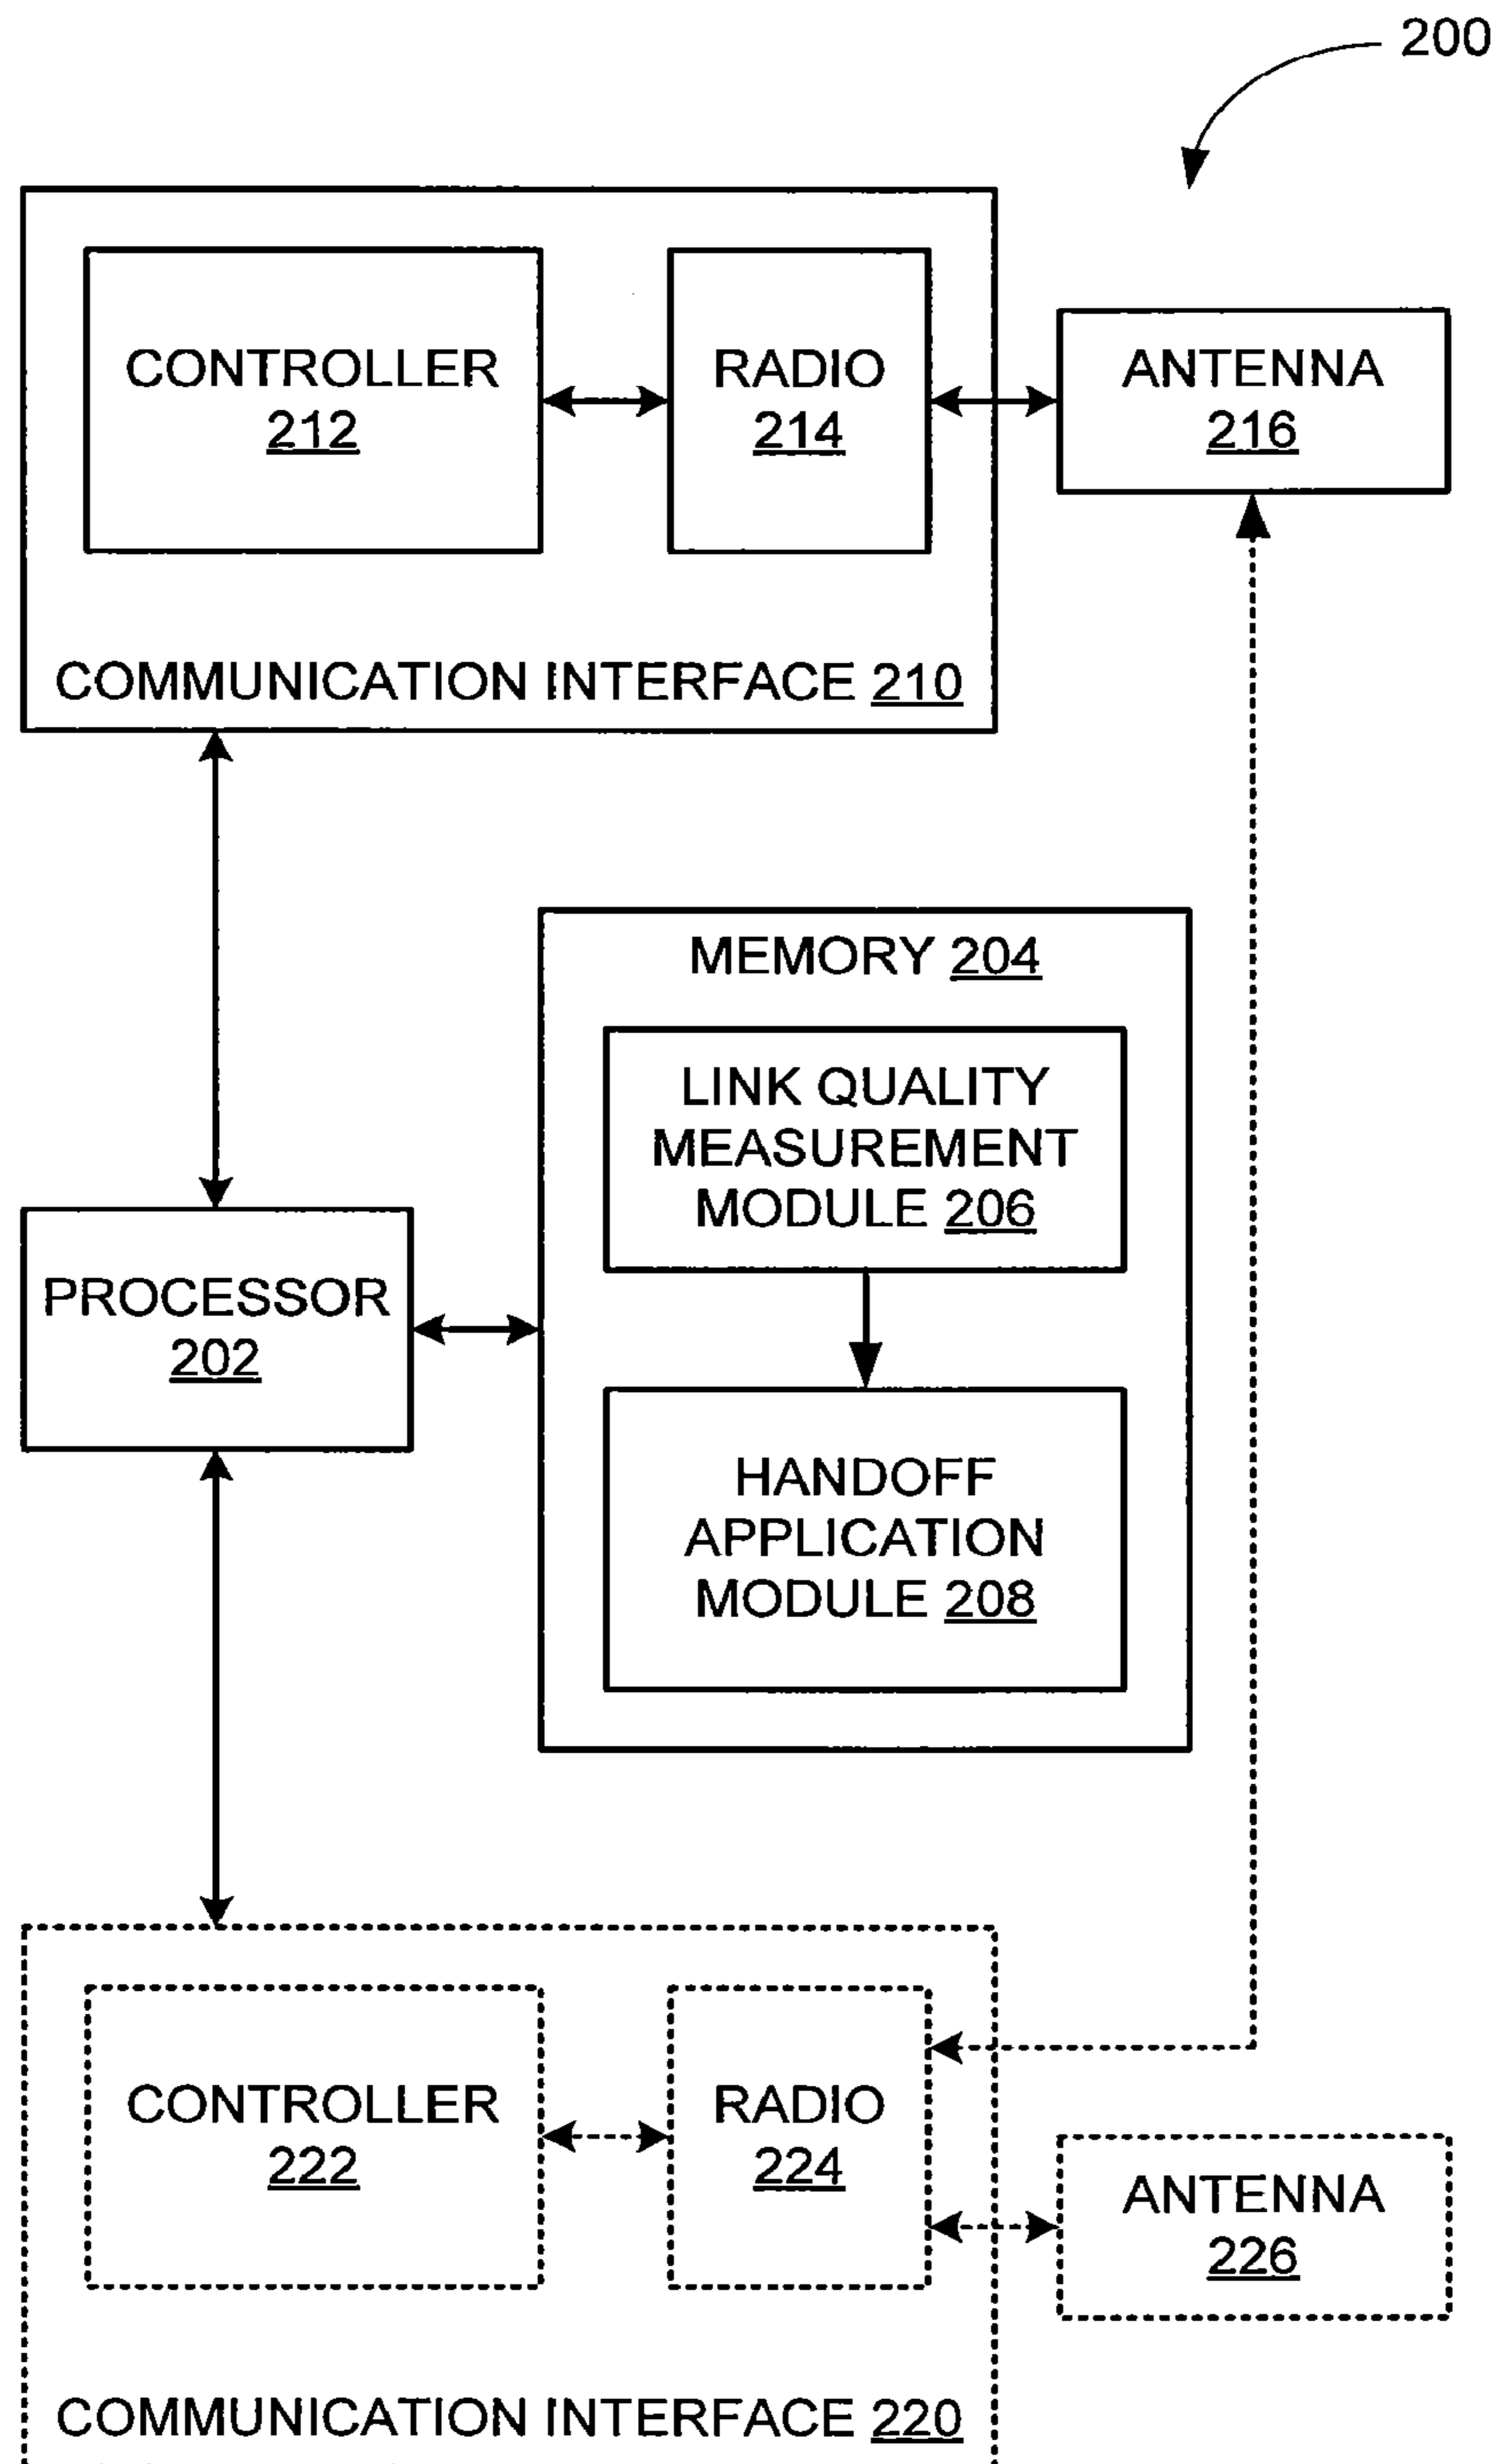 200
CONTROLLER
212
RADIO
214
ANTENNA
216
COMMUNICATION INTERFACE 210
MEMORY 204
LINK QUALITY
MEASUREMENT
MODULE 206
PROCESSOR
202
HANDOFF
APPLICATION
MODULE 208
CONTROLLER
222
RADIO
224
ANTENNA
226
COMMUNICATION INTERFACE 220